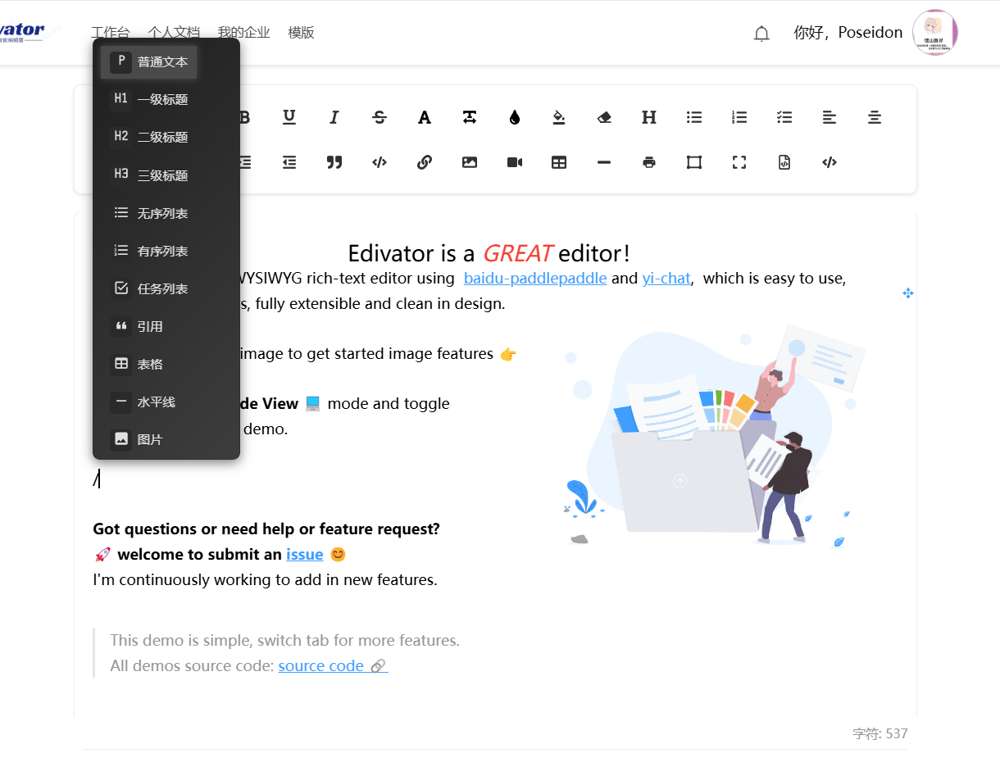 vator
工作台 个人文档 我的企业 模版
你好，Poseidon
P 普通文本
H1 一级标题
H2 二级标题
H3 三级标题
无序列表
有序列表
任务列表
引用
表格
水平线
图片
B U I S A H
Edivator is a GREAT editor!
WYSIWYG rich-text editor using baidu-paddlepaddle and yi-chat, which is easy to use,
s, fully extensible and clean in design.
image to get started image features 👉
de View 💻 mode and toggle
demo.
/
Got questions or need help or feature request?
🚀 welcome to submit an issue 😊
I'm continuously working to add in new features.
This demo is simple, switch tab for more features.
All demos source code: source code 🔗
字符: 537